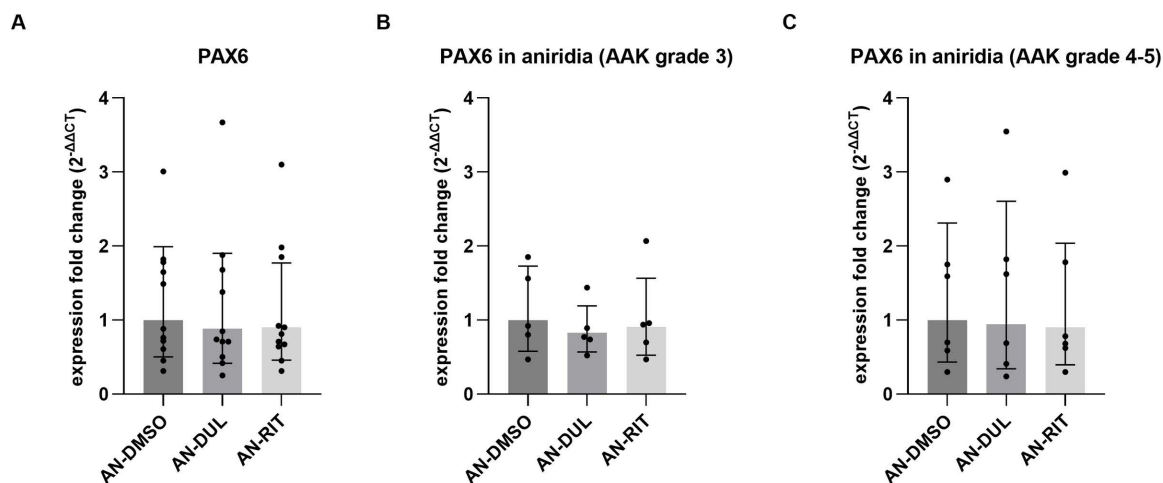 A
PAX6
expression fold change (2-ΔΔCT)
4
3
2
1
0
AN-DMSO
AN-DUL
AN-RIT
B
PAX6 in aniridia (AAK grade 3)
expression fold change (2-ΔΔCT)
4
3
2
1
0
AN-DMSO
AN-DUL
AN-RIT
C
PAX6 in aniridia (AAK grade 4-5)
expression fold change (2-ΔΔCT)
4
3
2
1
0
AN-DMSO
AN-DUL
AN-RIT